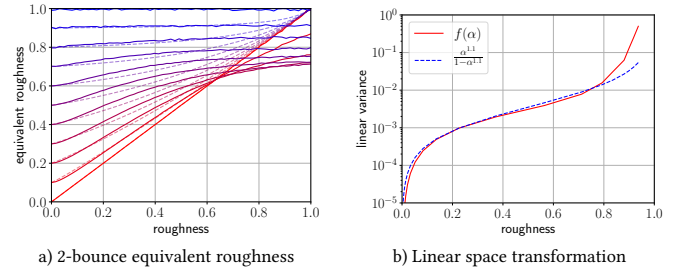 1.0
0.8
0.6
0.4
0.2
0.0
equivalent roughness
0.0 0.2 0.4 0.6 0.8 1.0
roughness
a) 2-bounce equivalent roughness
10^0
10^-1
10^-2
10^-3
10^-4
10^-5
linear variance
f(α)
α^1.1 / 1−α^1.1
0.0 0.2 0.4 0.6 0.8 1.0
roughness
b) Linear space transformation